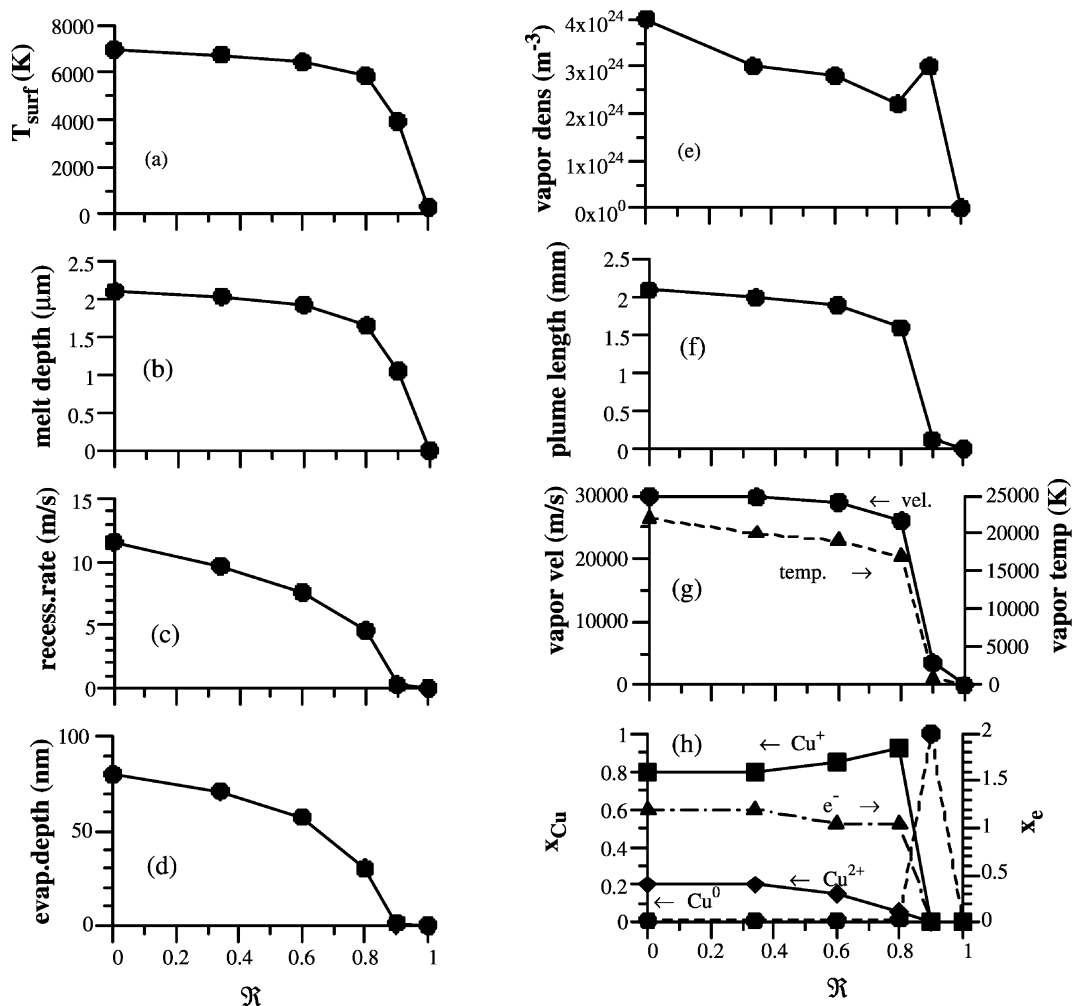 8000
6000
4000
2000
0
T_surf (K)
(a)
2.5
2
1.5
1
0.5
0
melt depth (μm)
(b)
15
10
5
0
recess.rate (m/s)
(c)
100
50
0
evap.depth (nm)
(d)
0 0.2 0.4 0.6 0.8 1
ℜ
4x10^24
3x10^24
2x10^24
1x10^24
0x10^0
vapor dens (m^-3)
(e)
2.5
2
1.5
1
0.5
0
plume length (mm)
(f)
30000
20000
10000
0
vapor vel (m/s)
← vel.
temp. →
(g)
25000
20000
15000
10000
5000
0
vapor temp (K)
1
0.8
0.6
0.4
0.2
0
x_Cu
(h)
← Cu^+
e^- →
← Cu^2+
← Cu^0
2
1.5
1
0.5
0
x_e
0 0.2 0.4 0.6 0.8 1
ℜ